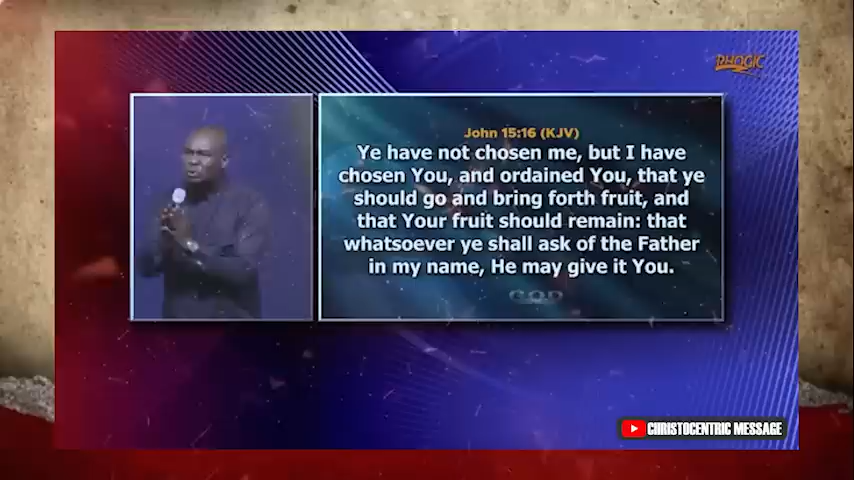 PHOGIC
John 15:16 (KJV)
Ye have not chosen me, but I have
chosen You, and ordained You, that ye
should go and bring forth fruit, and
that Your fruit should remain: that
whatsoever ye shall ask of the Father
in my name, He may give it You.
GOD
CHRISTOCENTRIC MESSAGE